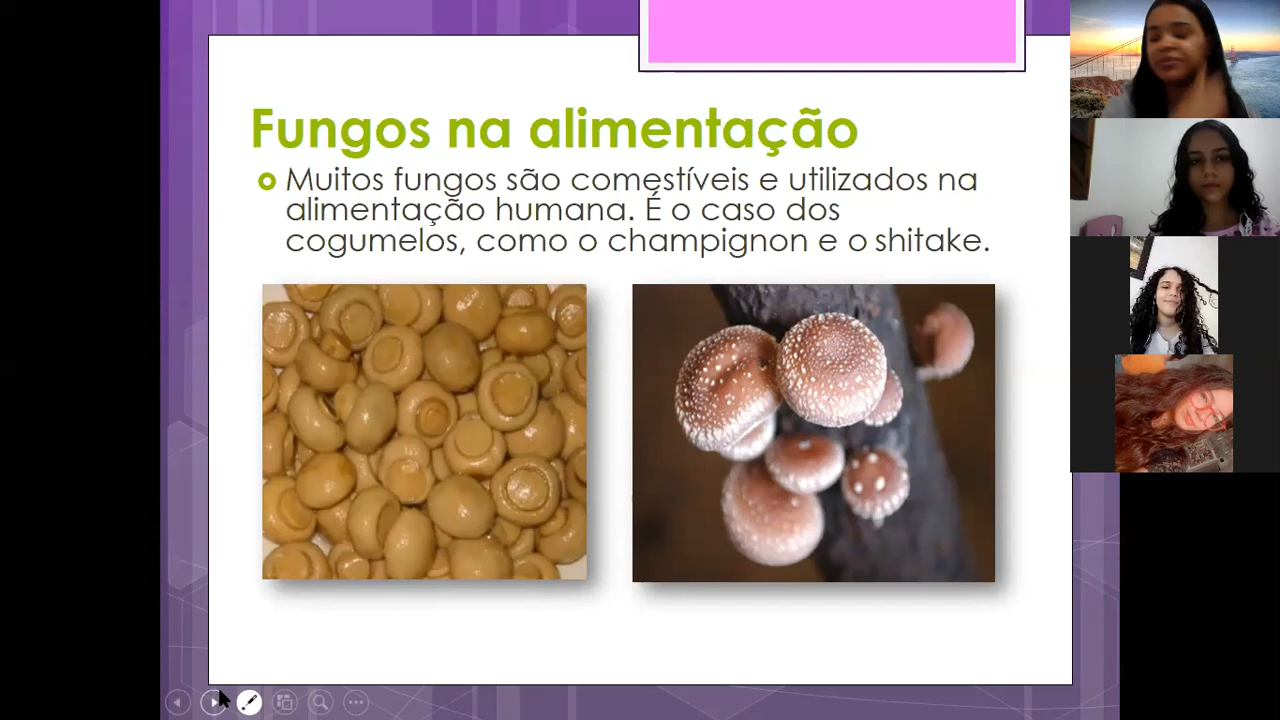 Fungos na alimentação
Muitos fungos são comestíveis e utilizados na
alimentação humana. É o caso dos
cogumelos, como o champignon e o shitake.